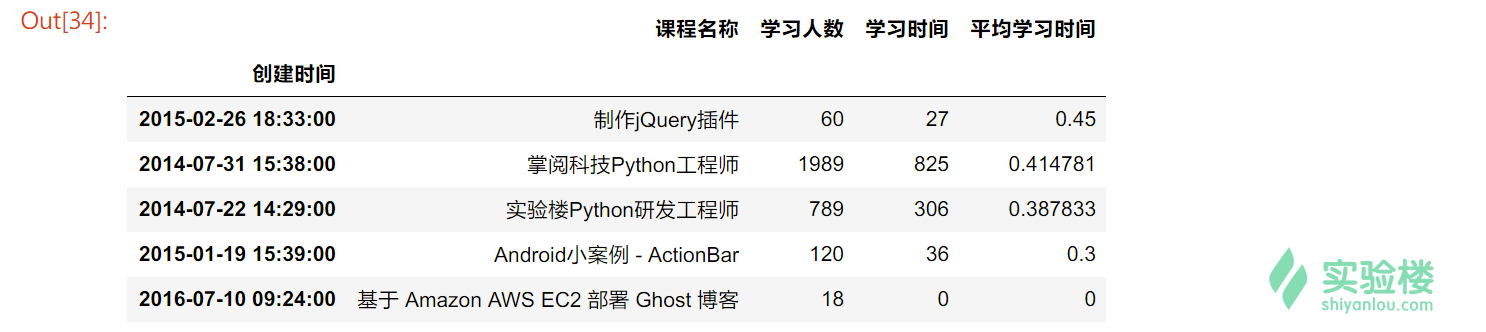 Out[34]:
课程名称 学习人数 学习时间 平均学习时间
创建时间
2015-02-26 18:33:00 制作jQuery插件 60 27 0.45
2014-07-31 15:38:00 掌阅科技Python工程师 1989 825 0.414781
2014-07-22 14:29:00 实验楼Python研发工程师 789 306 0.387833
2015-01-19 15:39:00 Android小案例 - ActionBar 120 36 0.3
2016-07-10 09:24:00 基于 Amazon AWS EC2 部署 Ghost 博客 18 0 0
实验楼
shiyanlou.com